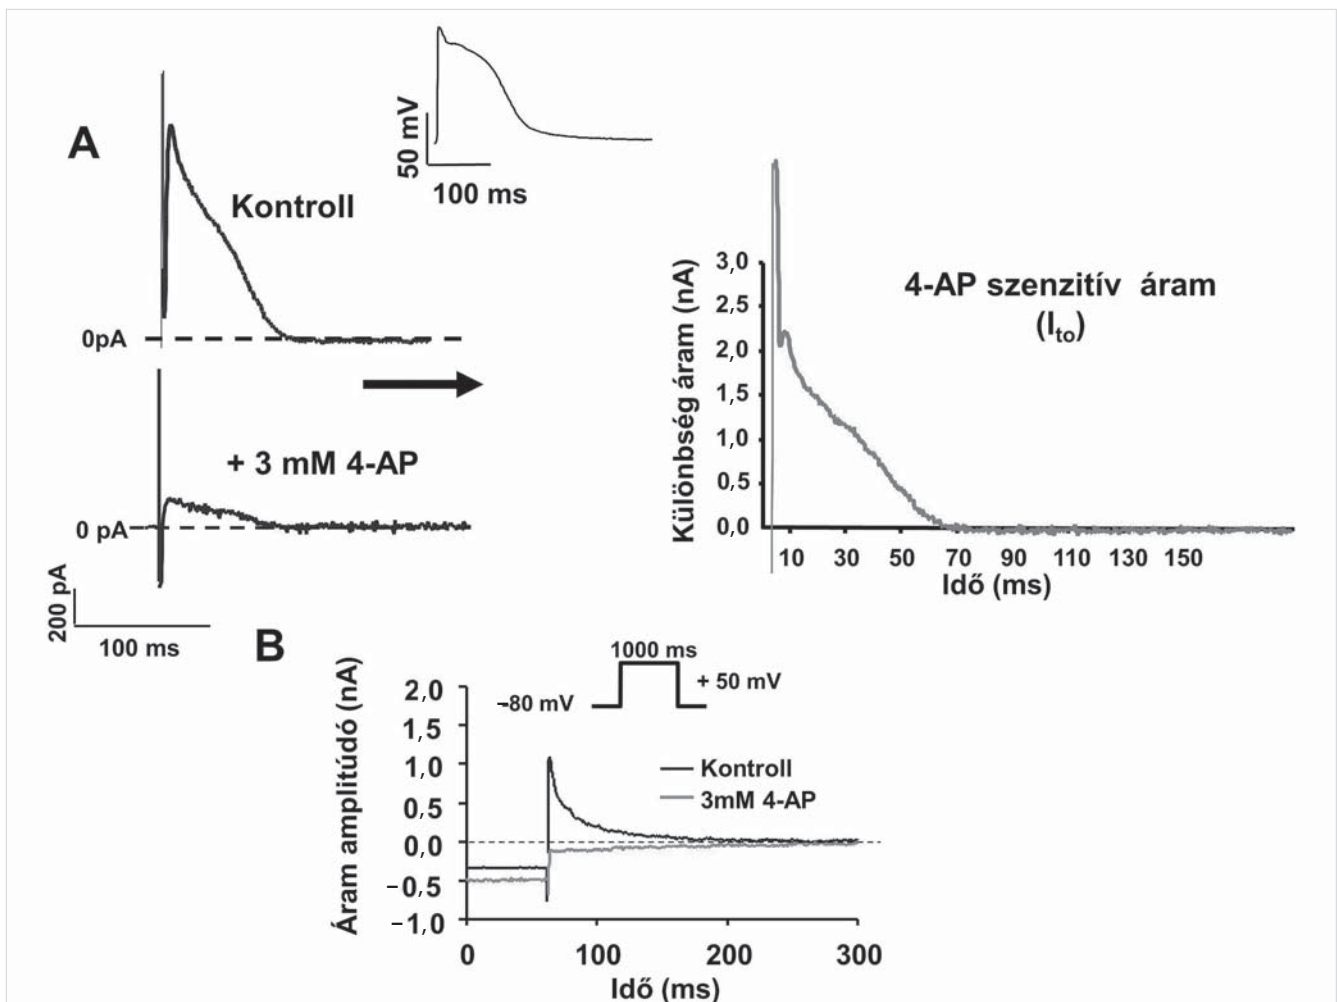 A
50 mV
100 ms
Kontroll
0pA
+ 3 mM 4-AP
0 pA
200 pA
100 ms
Különbség áram (nA)
3,0
2,5
2,0
1,5
1,0
0,5
0,0
4-AP szenzitív áram
(Ito)
10 30 50 70 90 110 130 150
Idő (ms)
B
Áram amplitúdó (nA)
2,0
1,5
1,0
0,5
0,0
−0,5
−1,0
1000 ms
+ 50 mV
−80 mV
Kontroll
3mM 4-AP
0 100 200 300
Idő (ms)